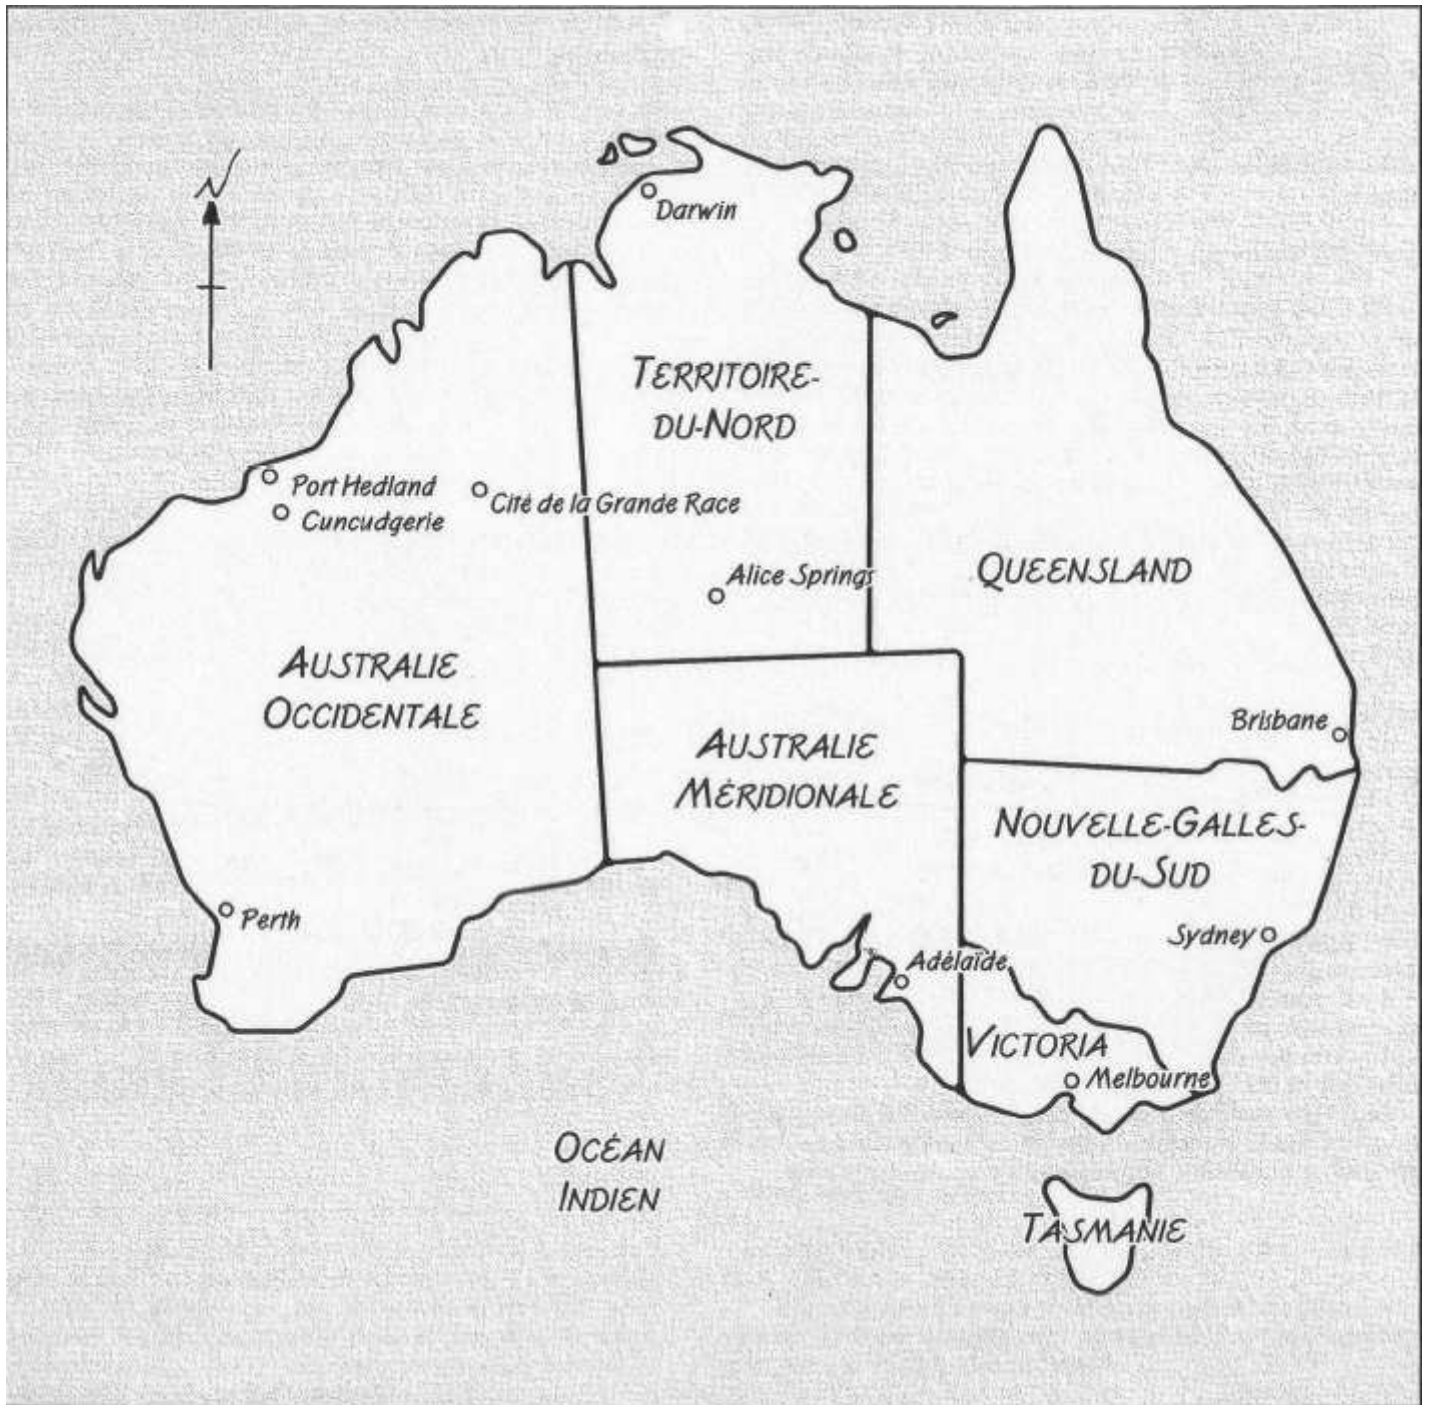 N
Darwin
TERRITOIRE-
DU-NORD
Port Hedland
Cuncudgerie
Cité de la Grande Race
Alice Springs
QUEENSLAND
AUSTRALIE
OCCIDENTALE
Brisbane
AUSTRALIE
MÉRIDIONALE
NOUVELLE-GALLES-
DU-SUD
Perth
Sydney
Adélaïde
VICTORIA
Melbourne
OCÉAN
INDIEN
TASMANIE